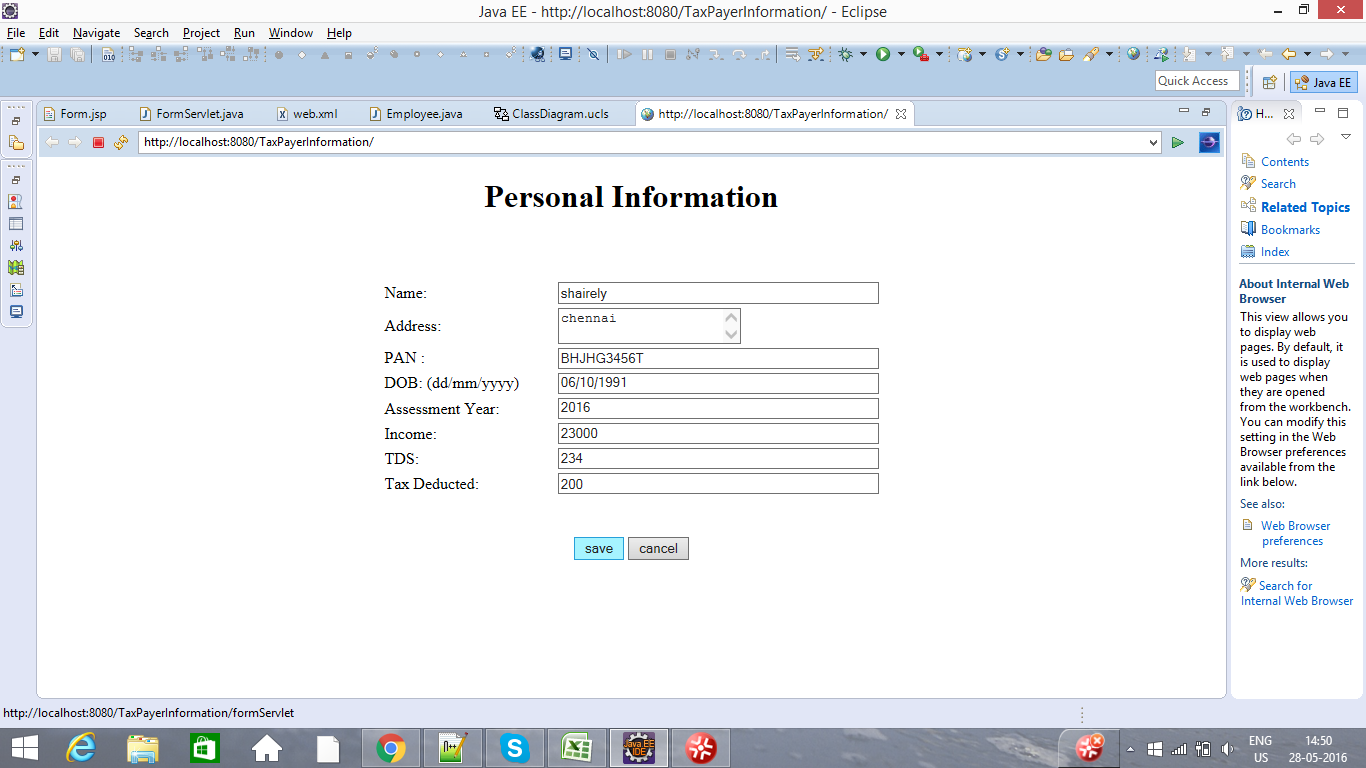 Java EE - http://localhost:8080/TaxPayerInformation/ - Eclipse
File Edit Navigate Search Project Run Window Help
Quick Access
Java EE
Form.jsp FormServlet.java web.xml Employee.java ClassDiagram.ucls http://localhost:8080/TaxPayerInformation/ H...
http://localhost:8080/TaxPayerInformation/
Personal Information
Name: shairely
Address: chennai
PAN : BHJHG3456T
DOB: (dd/mm/yyyy) 06/10/1991
Assessment Year: 2016
Income: 23000
TDS: 234
Tax Deducted: 200
save cancel
Contents
Search
Related Topics
Bookmarks
Index
About Internal Web
Browser
This view allows you
to display web
pages. By default, it
is used to display
web pages when
they are opened
from the workbench.
You can modify this
setting in the Web
Browser preferences
available from the
link below.
See also:
Web Browser
preferences
More results:
Search for
Internal Web Browser
http://localhost:8080/TaxPayerInformation/formServlet
ENG 14:50
US 28-05-2016